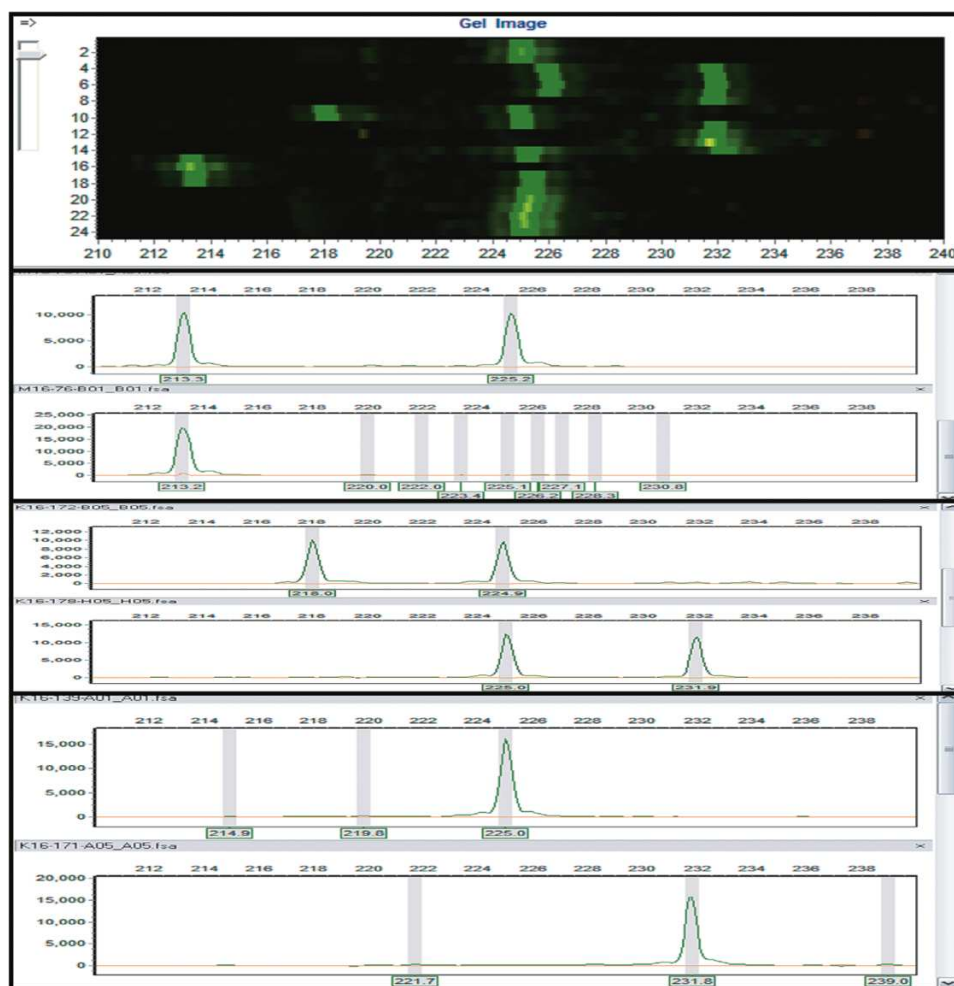 => Gel Image
2
4
6
8
10
12
14
16
18
20
22
24
210 212 214 216 218 220 222 224 226 228 230 232 234 236 238 240
212 214 216 218 220 222 224 226 228 230 232 234 236 238
10,000
5,000
0
213.3 225.2
M16-76-B01_B01.fsa
212 214 216 218 220 222 224 226 228 230 232 234 236 238
25,000
20,000
15,000
10,000
5,000
0
213.2 220.0 222.0 225.1 227.1 230.8
223.4 226.2 228.3
K16-172-B05_B05.fsa
212 214 216 218 220 222 224 226 228 230 232 234 236 238
12,000
10,000
8,000
6,000
4,000
2,000
0
218.0 224.9
K16-178-H05_H05.fsa
212 214 216 218 220 222 224 226 228 230 232 234 236 238
15,000
10,000
5,000
0
225.0 231.9
K16-139-A01_A01.fsa
212 214 216 218 220 222 224 226 228 230 232 234 236 238
15,000
10,000
5,000
0
214.9 219.8 225.0
K16-171-A05_A05.fsa
212 214 216 218 220 222 224 226 228 230 232 234 236 238
20,000
15,000
10,000
5,000
0
221.7 231.8 239.0